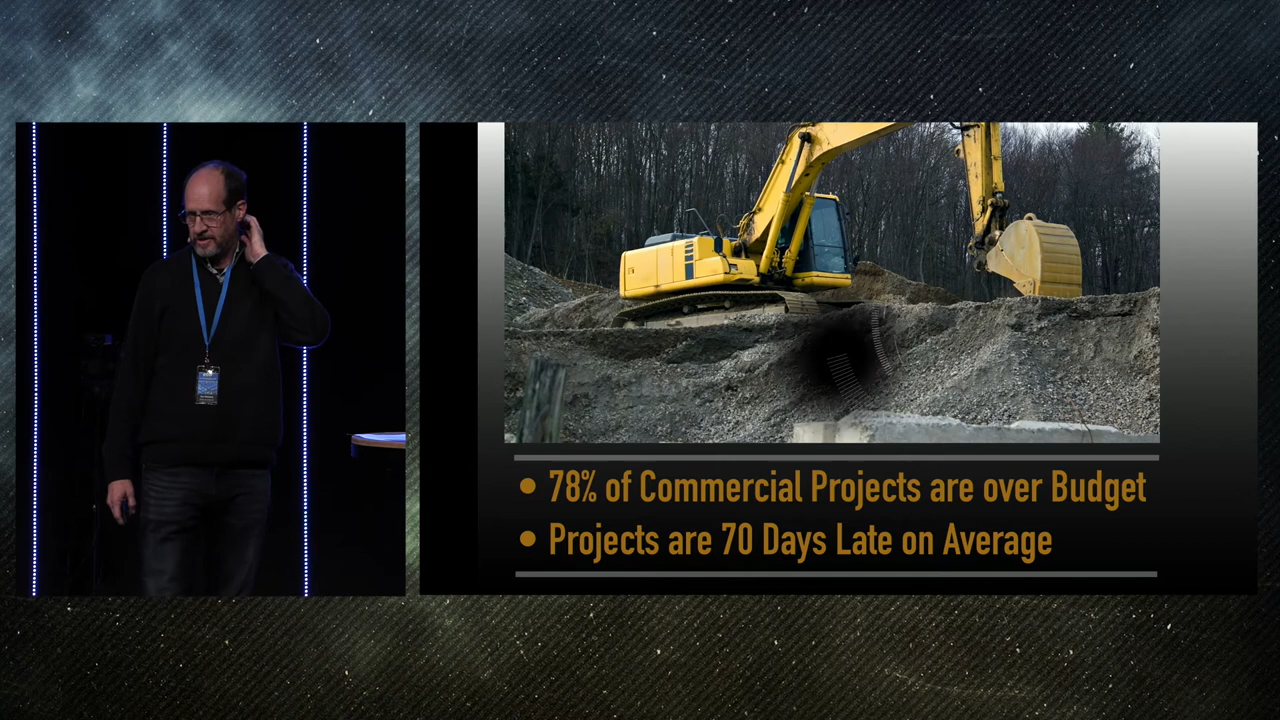 • 78% of Commercial Projects are over Budget
• Projects are 70 Days Late on Average